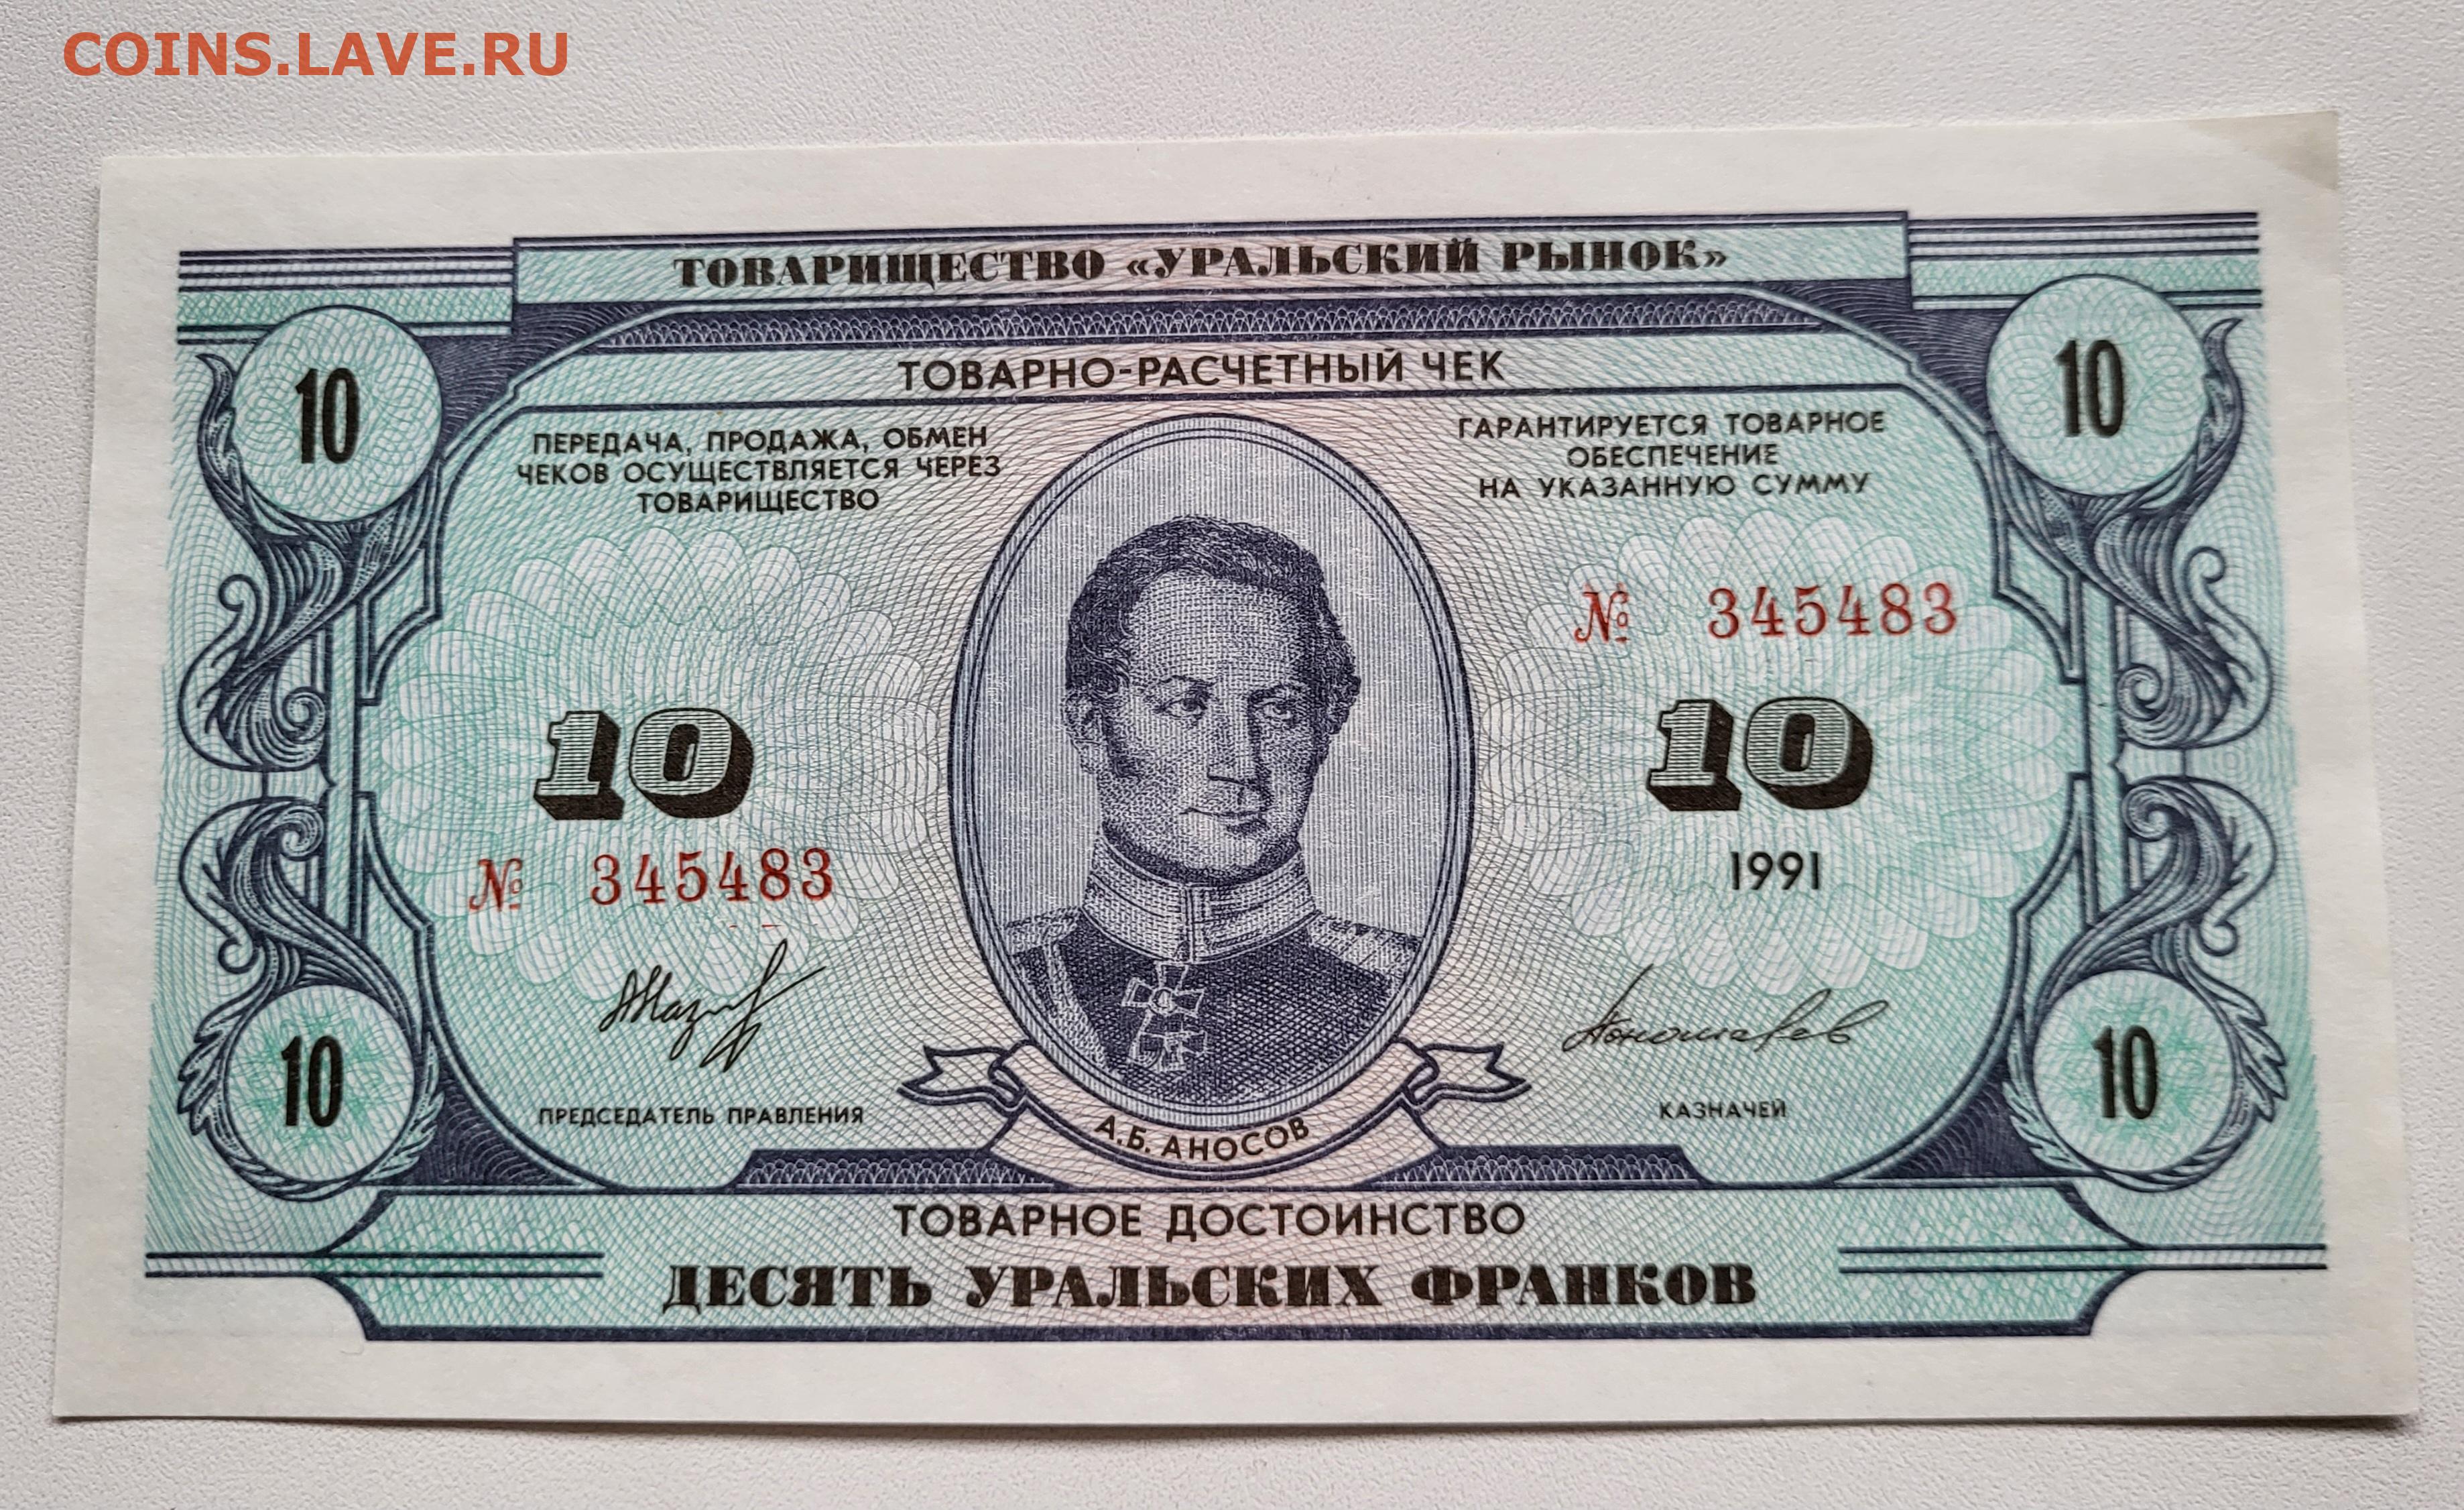 COINS.LAVE.RU
ТОВАРИЩЕСТВО «УРАЛЬСКИЙ РЫНОК»
ТОВАРНО-РАСЧЕТНЫЙ ЧЕК
10
10
ПЕРЕДАЧА, ПРОДАЖА, ОБМЕН
ЧЕКОВ ОСУЩЕСТВЛЯЕТСЯ ЧЕРЕЗ
ТОВАРИЩЕСТВО
ГАРАНТИРУЕТСЯ ТОВАРНОЕ
ОБЕСПЕЧЕНИЕ
НА УКАЗАННУЮ СУММУ
№ 345483
10
10
№ 345483
1991
ПРЕДСЕДАТЕЛЬ ПРАВЛЕНИЯ
КАЗНАЧЕЙ
10
10
А.Б. АНОСОВ
ТОВАРНОЕ ДОСТОИНСТВО
ДЕСЯТЬ УРАЛЬСКИХ ФРАНКОВ